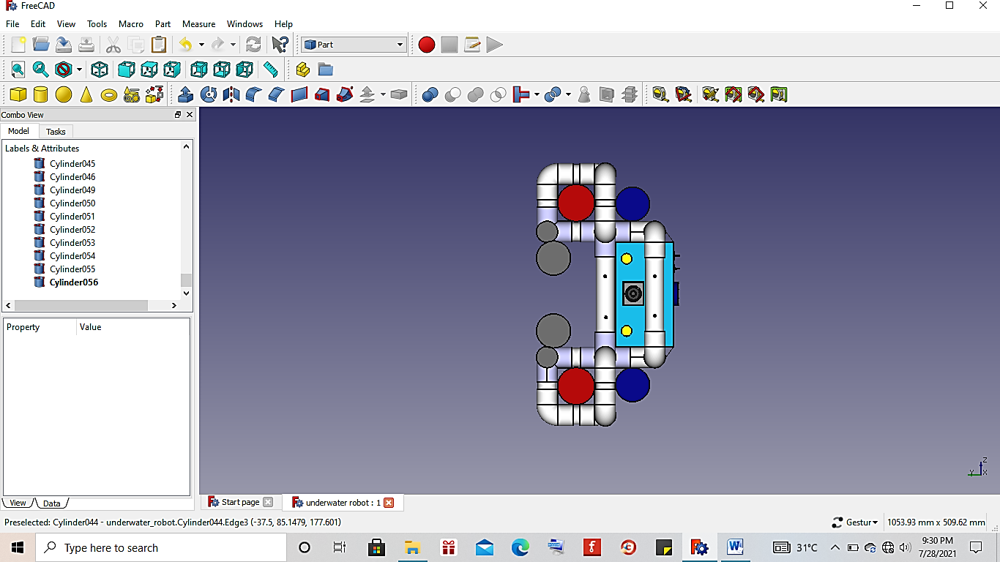 FreeCAD
File Edit View Tools Macro Part Measure Windows Help
Part
Combo View
Model Tasks
Labels & Attributes
Cylinder045
Cylinder046
Cylinder049
Cylinder050
Cylinder051
Cylinder052
Cylinder053
Cylinder054
Cylinder055
Cylinder056
Property Value
Z
Y X
View Data
Start page underwater robot : 1
Preselected: Cylinder044 - underwater_robot.Cylinder044.Edge3 (-37.5, 85.1479, 177.601)
Gestur 1053.93 mm x 509.62 mm
Type here to search
31°C
9:30 PM
7/28/2021